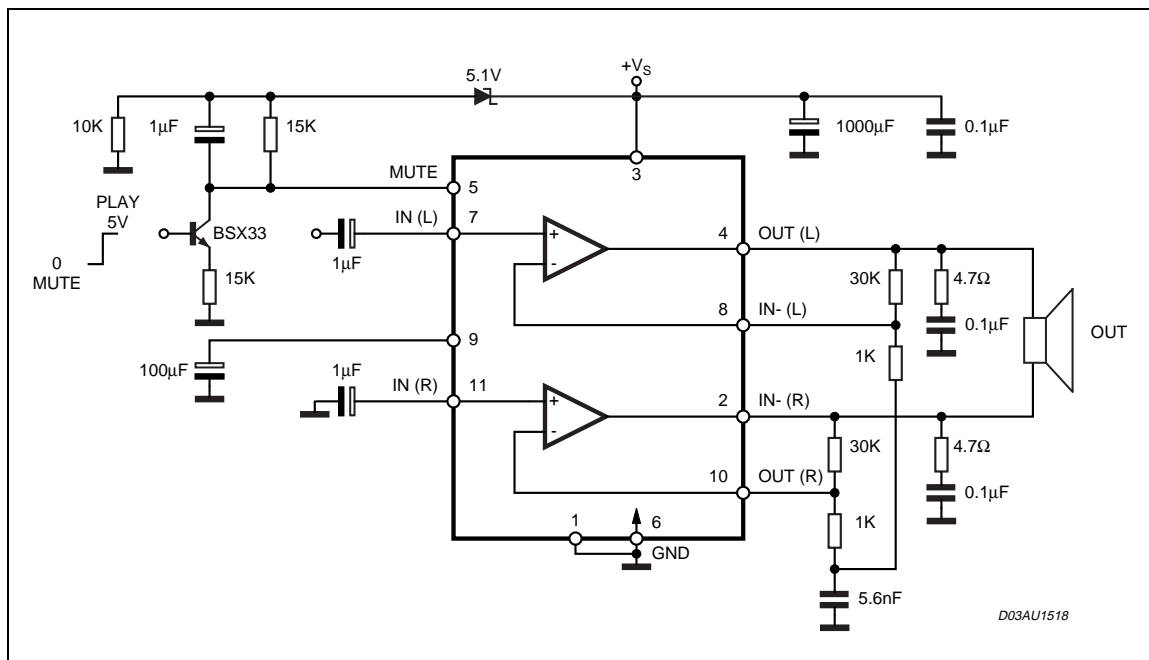 +VS
5.1V
10K
1µF
15K
1000µF
0.1µF
MUTE
3
5
PLAY
5V
BSX33
IN (L)
7
4
OUT (L)
1µF
0
MUTE
15K
30K
4.7Ω
8
IN- (L)
0.1µF
OUT
9
1K
100µF
1µF
IN (R)
11
2
IN- (R)
30K
4.7Ω
10
OUT (R)
0.1µF
1K
1
6
GND
5.6nF
D03AU1518
+
-
+
-